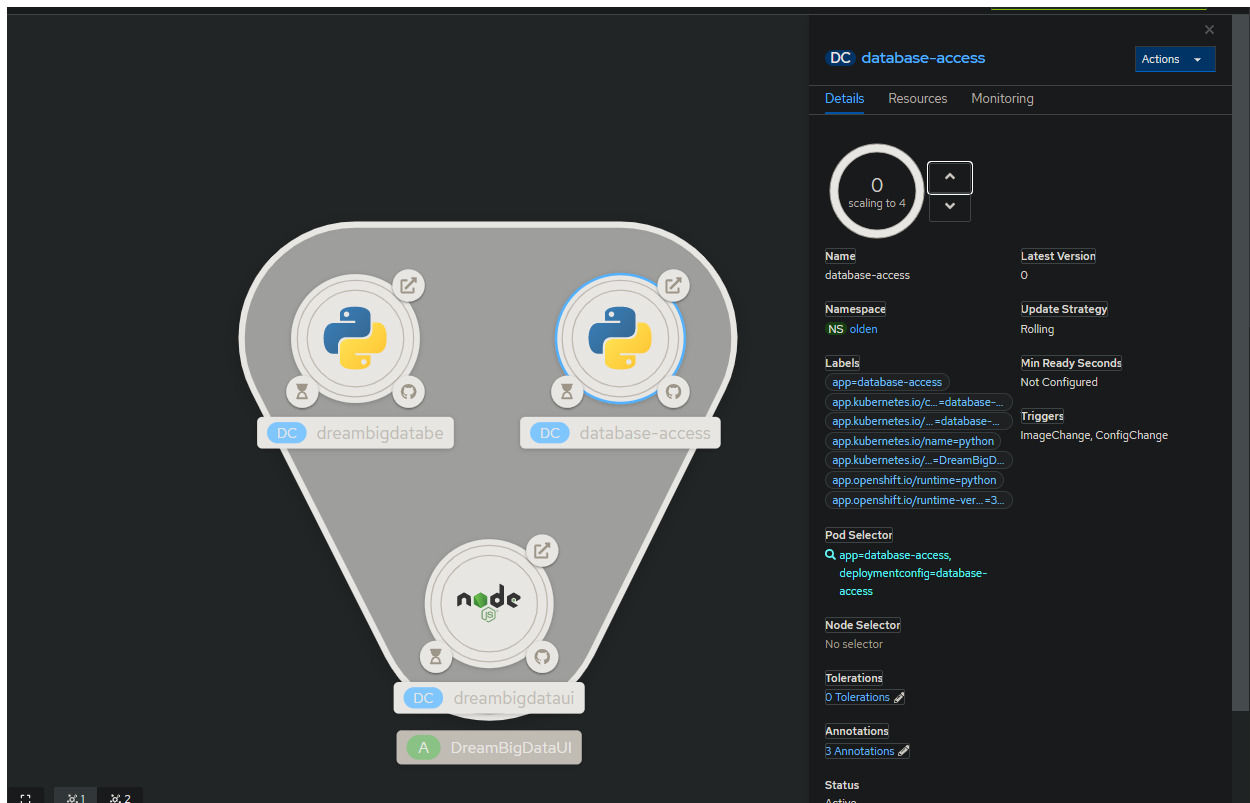 DC database-access
Actions
Details Resources Monitoring
0
scaling to 4
Name
database-access
Latest Version
0
Namespace
NS olden
Update Strategy
Rolling
Labels
app=database-access
app.kubernetes.io/c...=database-...
app.kubernetes.io/...=database-...
app.kubernetes.io/name=python
app.kubernetes.io/...=DreamBigD...
app.openshift.io/runtime=python
app.openshift.io/runtime-ver...=3...
Min Ready Seconds
Not Configured
Triggers
ImageChange, ConfigChange
Pod Selector
app=database-access,
deploymentconfig=database-
access
Node Selector
No selector
Tolerations
0 Tolerations
Annotations
3 Annotations
Status
Active
DC dreambigdatabe
DC database-access
node
JS
DC dreambigdataui
A DreamBigDataUI
1
2